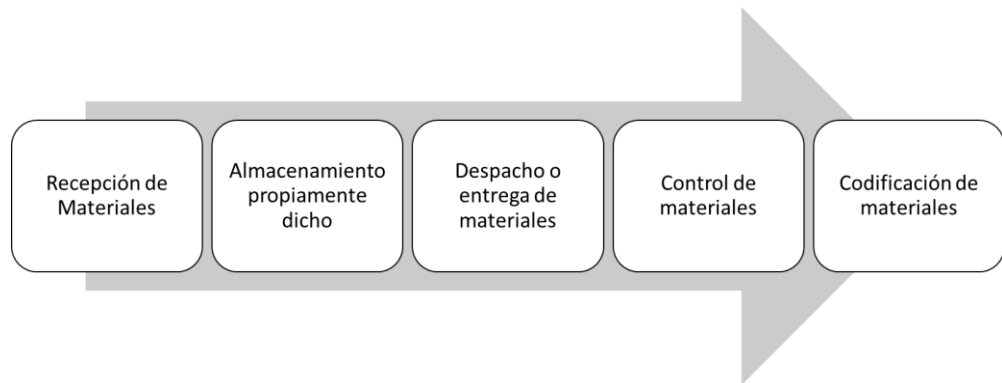 Recepción de
Materiales
Almacenamiento
propiamente
dicho
Despacho o
entrega de
materiales
Control de
materiales
Codificación de
materiales